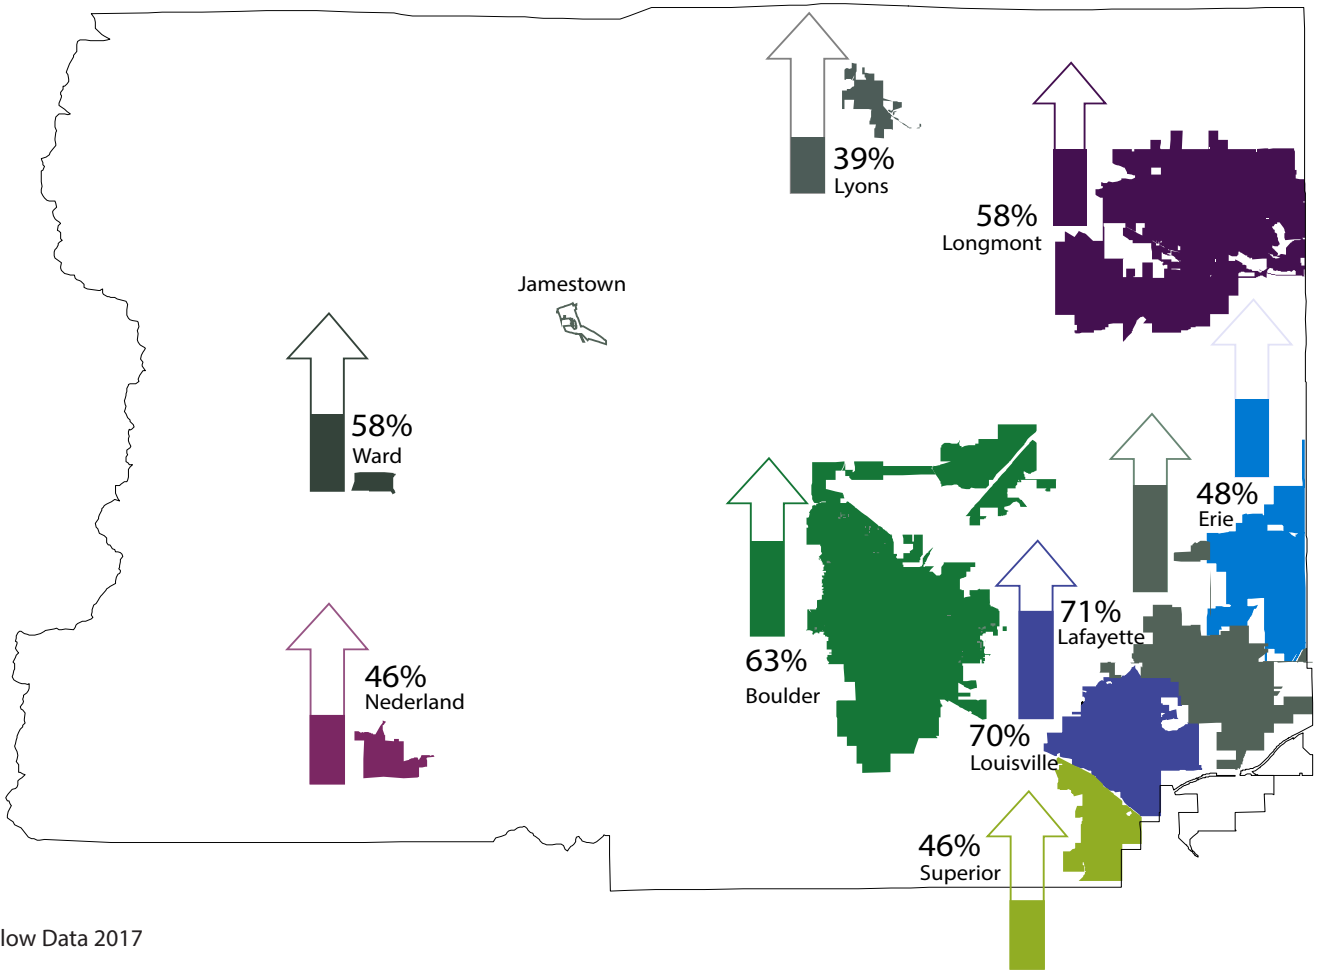 39%
Lyons
58%
Longmont
Jamestown
58%
Ward
48%
Erie
71%
Lafayette
63%
Boulder
46%
Nederland
70%
Louisville
46%
Superior
low Data 2017